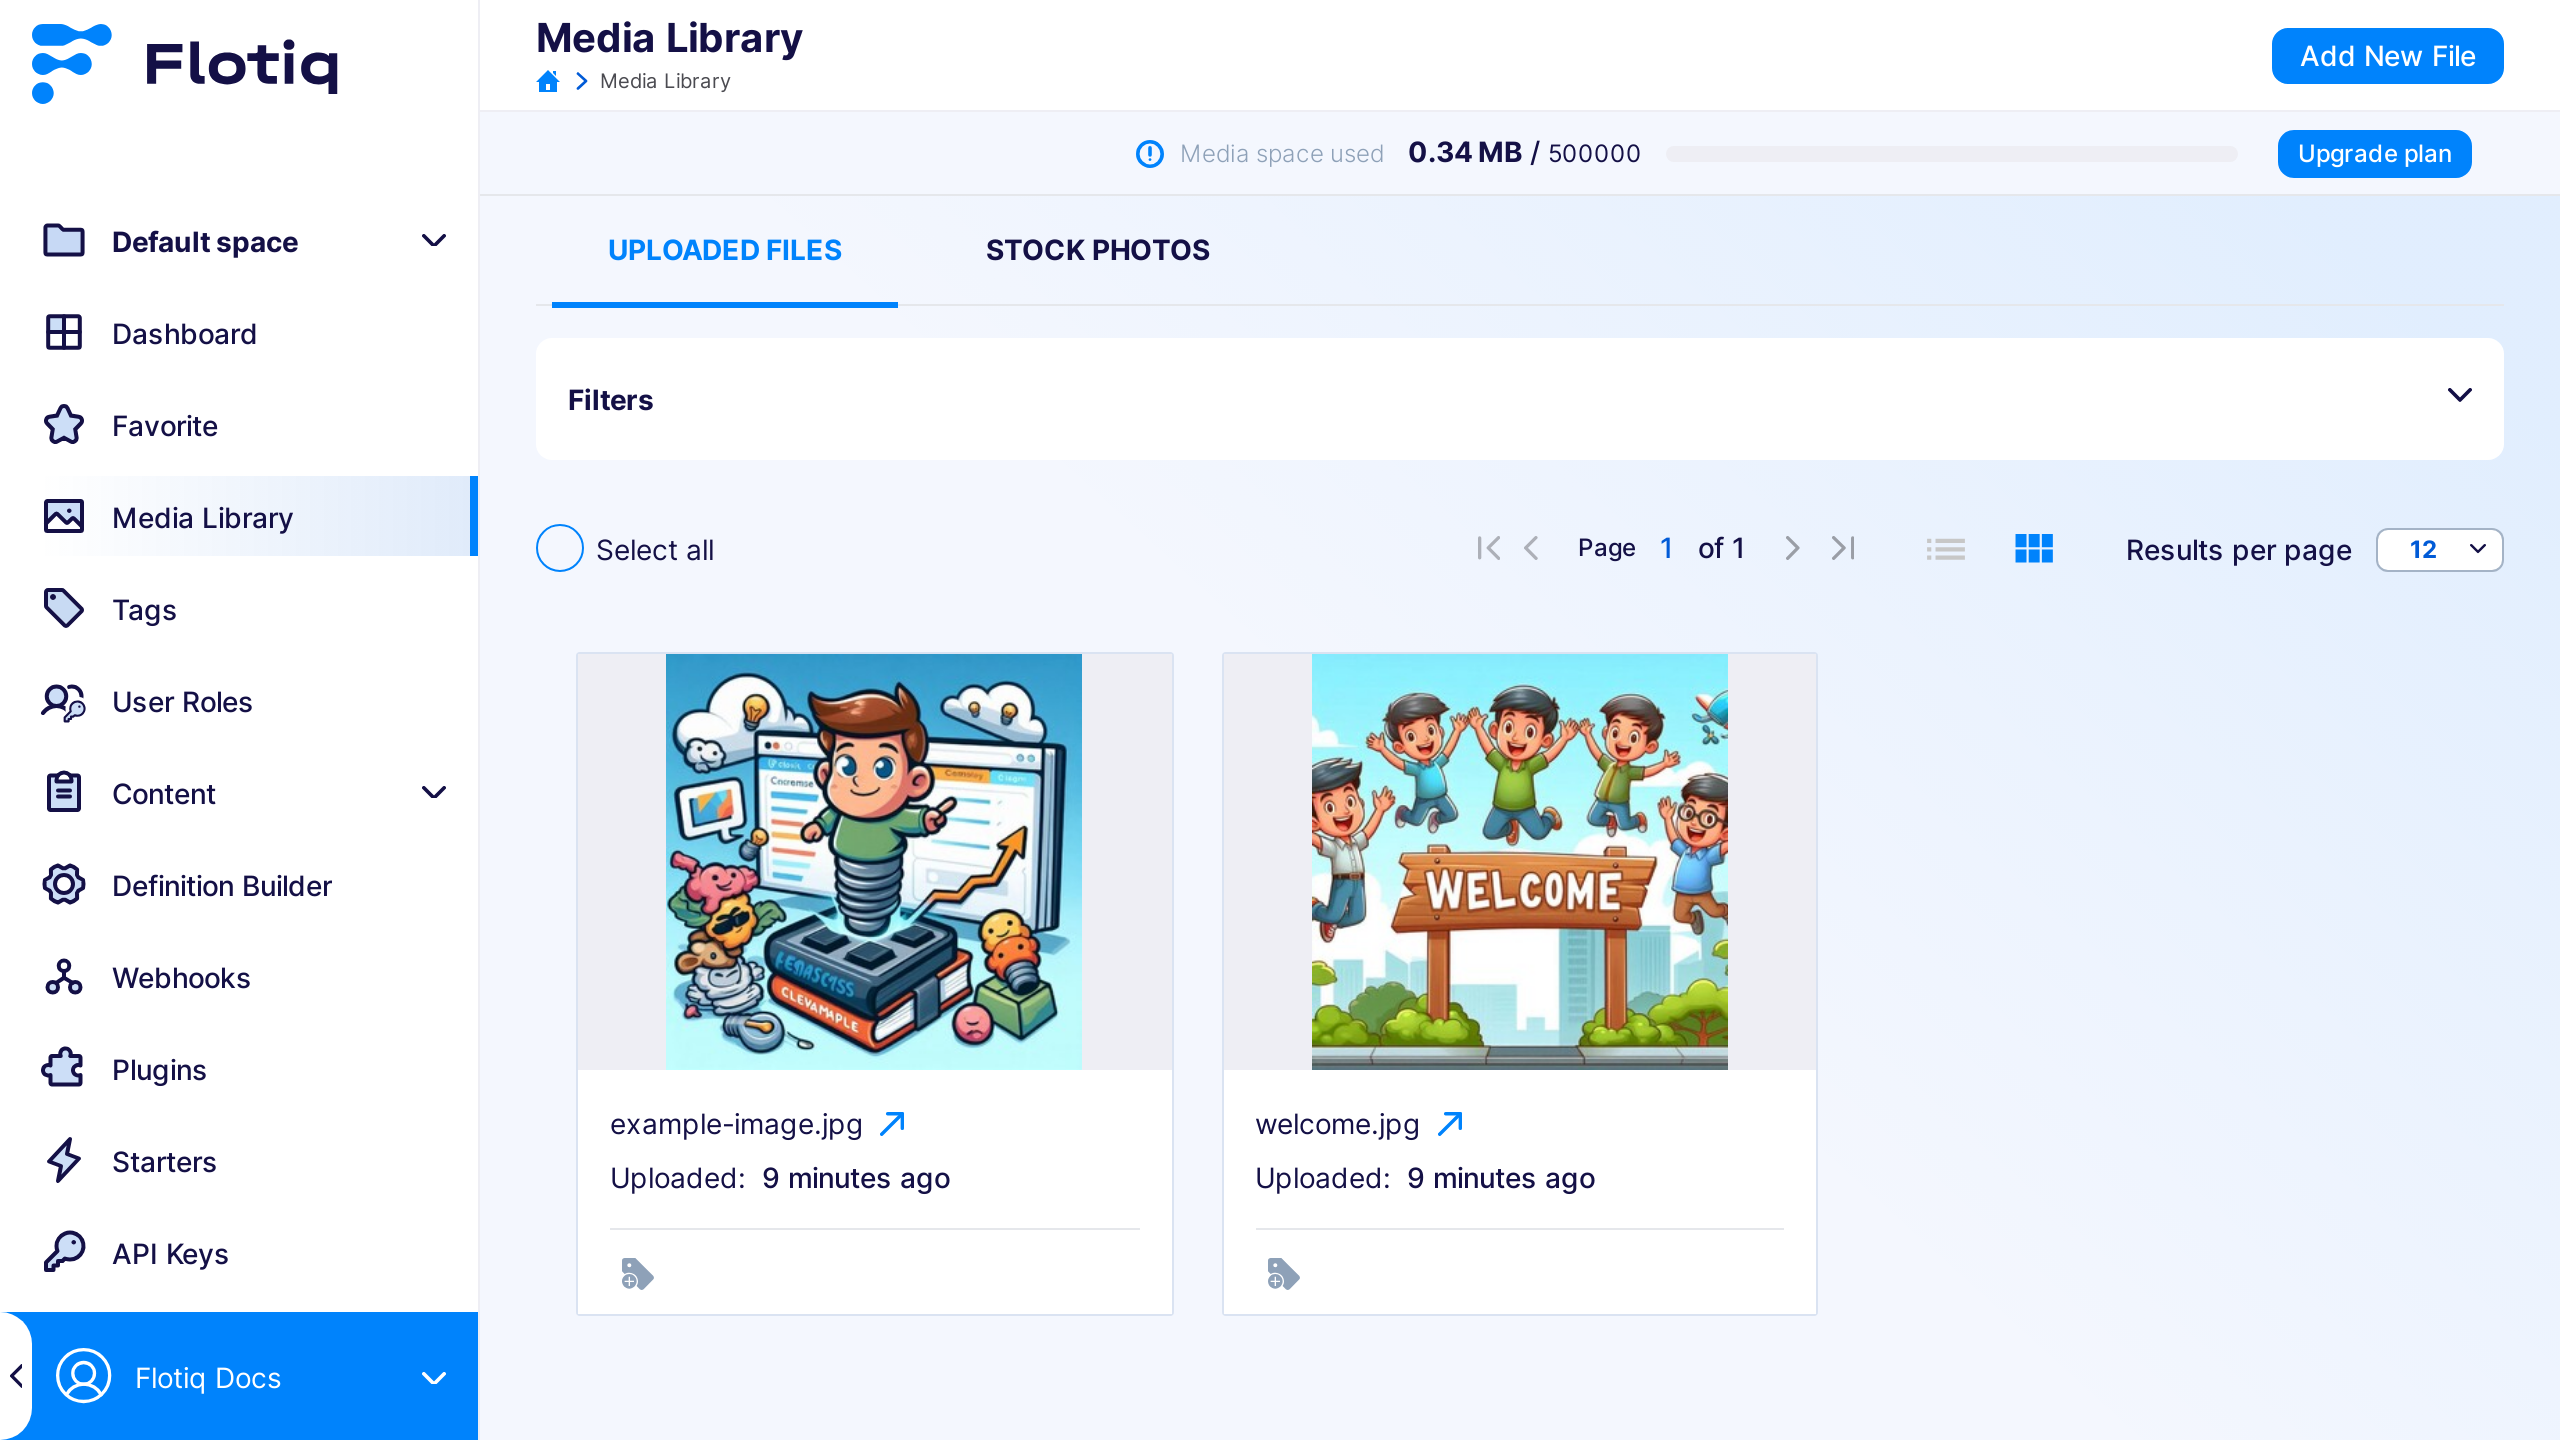 Flotiq
Default space
Dashboard
Favorite
Media Library
Tags
User Roles
Content
Definition Builder
Webhooks
Plugins
Starters
API Keys
Flotiq Docs
Media Library
Media Library
Add New File
Media space used 0.34 MB / 500000
Upgrade plan
UPLOADED FILES
STOCK PHOTOS
Filters
Select all
Page 1 of 1
Results per page 12
CLEVAMAPLE
WELCOME
example-image.jpg
Uploaded: 9 minutes ago
welcome.jpg
Uploaded: 9 minutes ago